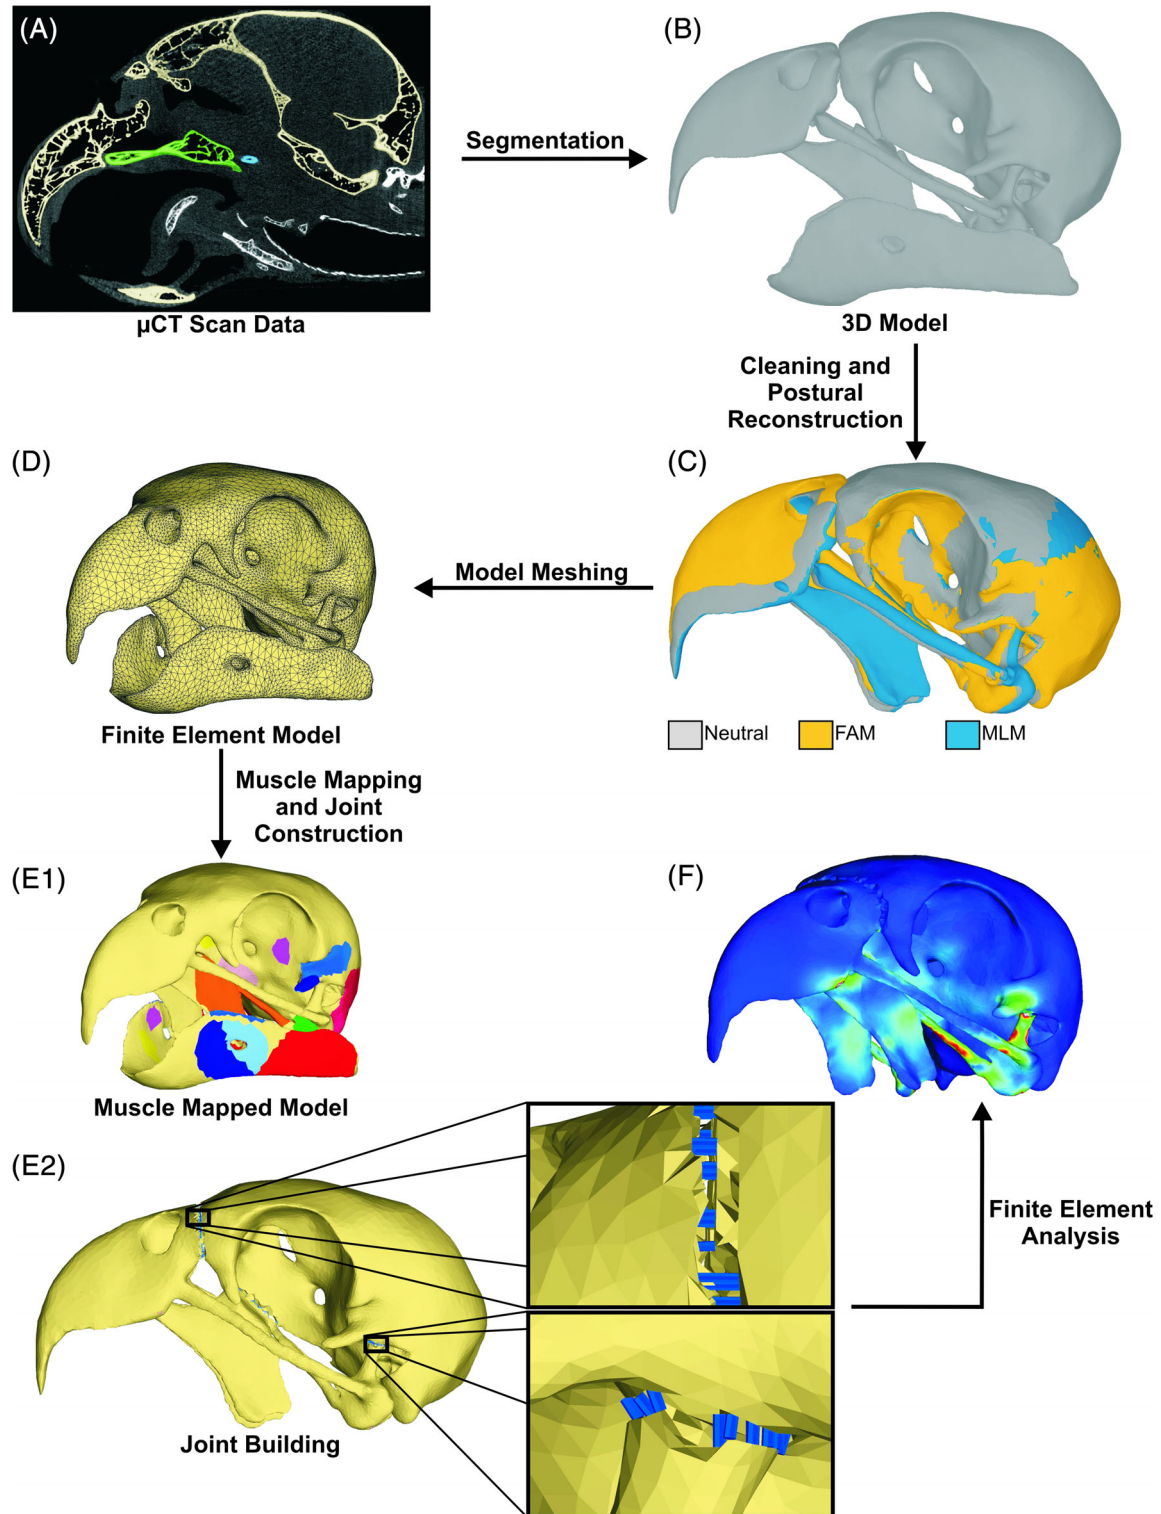 (A)
(B)
Segmentation
µCT Scan Data
3D Model
Cleaning and
Postural
Reconstruction
(D)
(C)
Model Meshing
Neutral
FAM
MLM
Finite Element Model
Muscle Mapping
and Joint
Construction
(E1)
(F)
Muscle Mapped Model
(E2)
Finite Element
Analysis
Joint Building